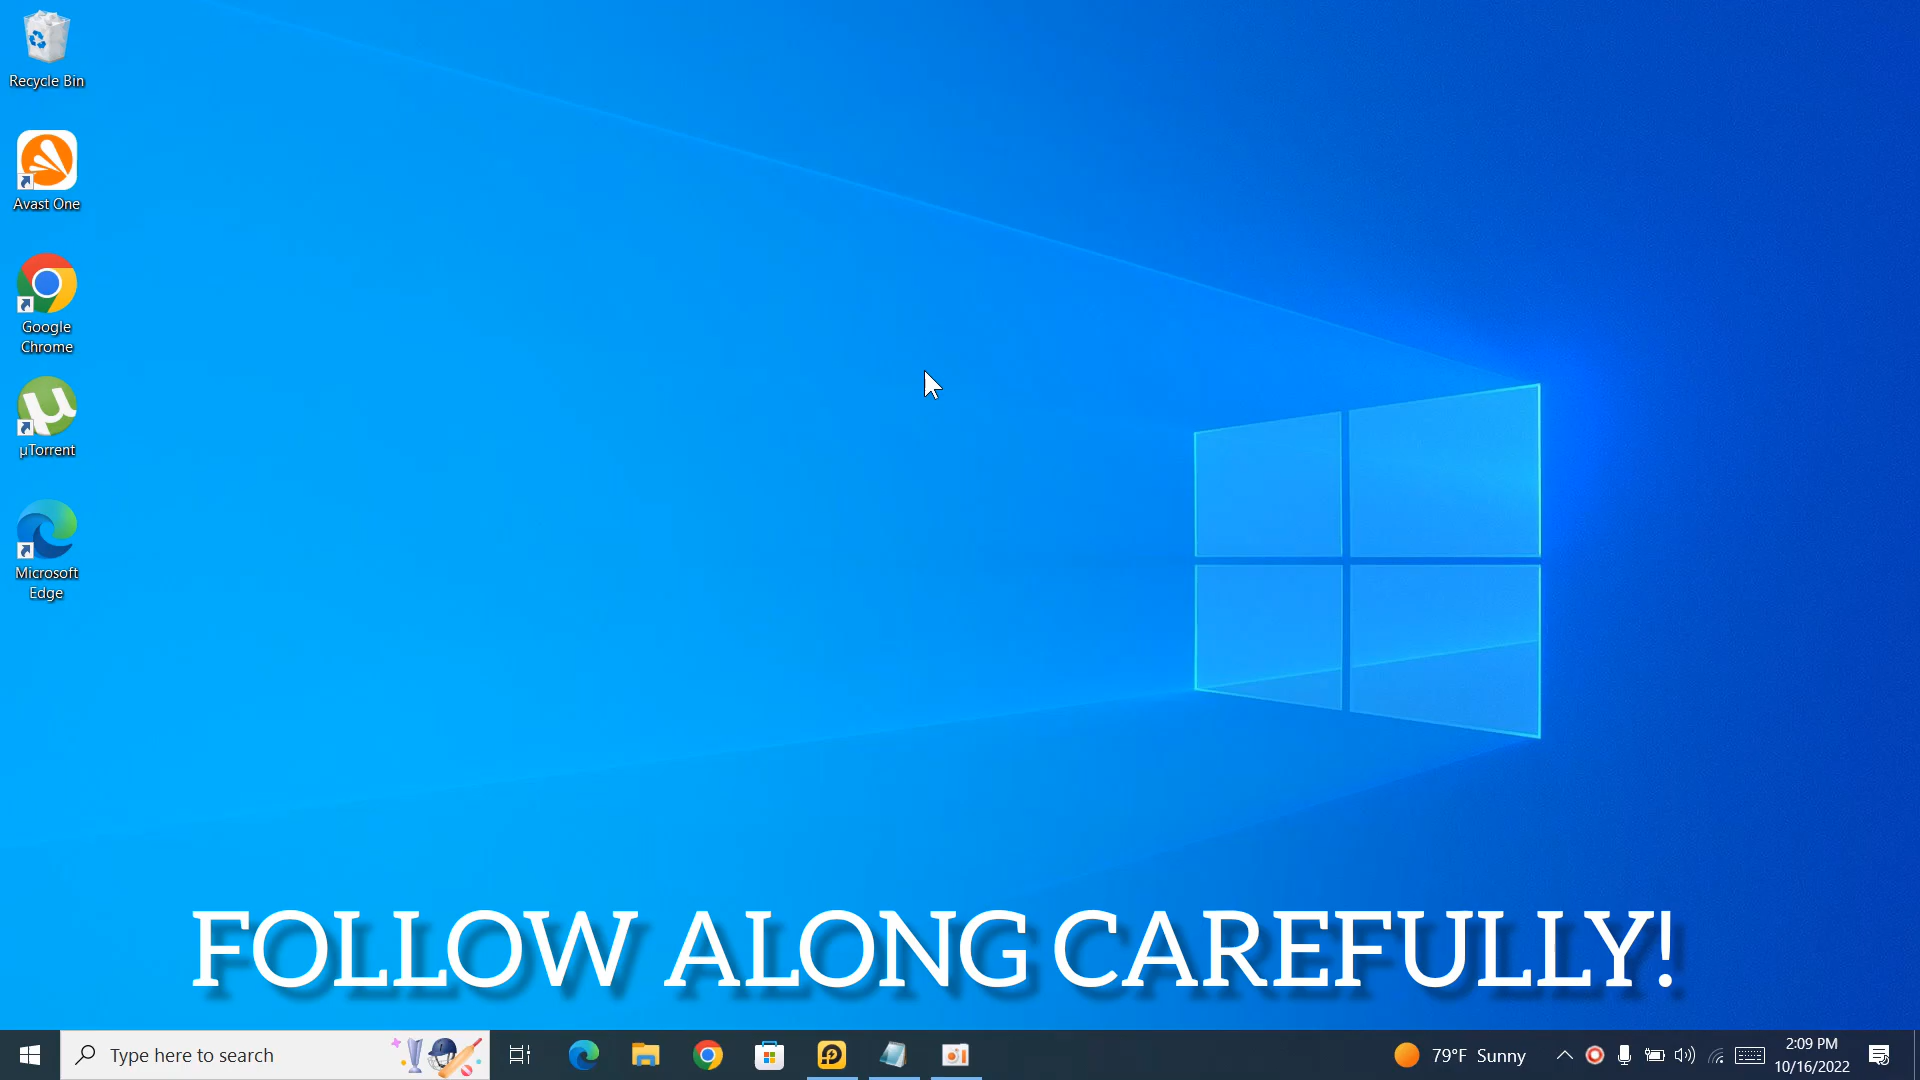 Recycle Bin
Avast One
Google
Chrome
µTorrent
Microsoft
Edge
FOLLOW ALONG CAREFULLY!
Type here to search
79°F Sunny
2:09 PM
10/16/2022